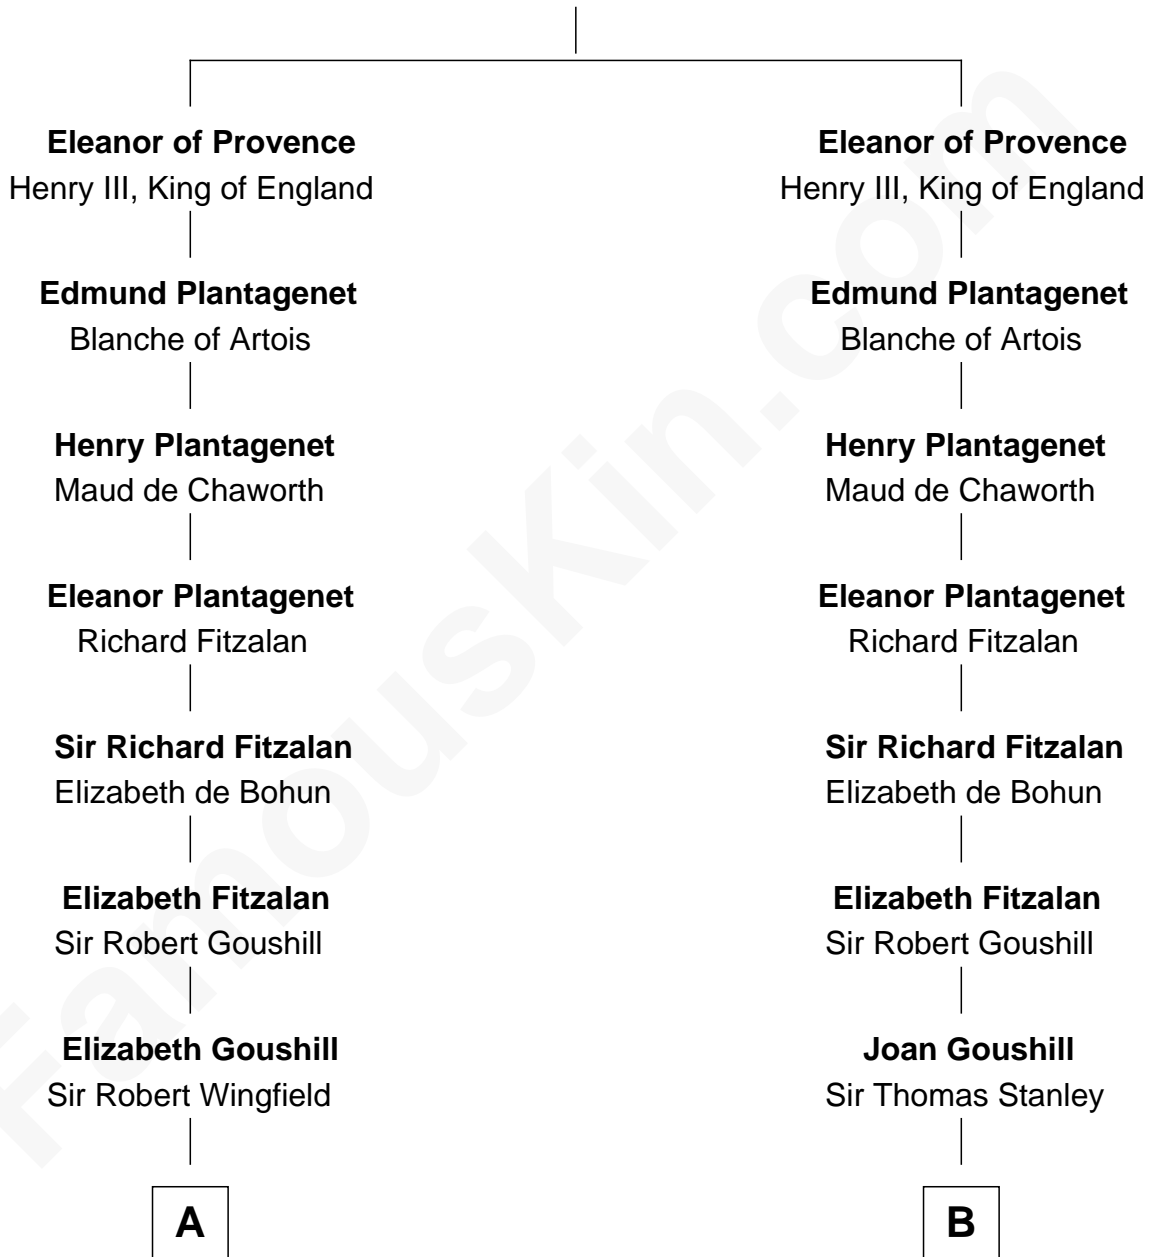 Eleanor of Provence
Henry III, King of England
Edmund Plantagenet
Blanche of Artois
Henry Plantagenet
Maud de Chaworth
Eleanor Plantagenet
Richard Fitzalan
Sir Richard Fitzalan
Elizabeth de Bohun
Elizabeth Fitzalan
Sir Robert Goushill
Elizabeth Goushill
Sir Robert Wingfield
A
Eleanor of Provence
Henry III, King of England
Edmund Plantagenet
Blanche of Artois
Henry Plantagenet
Maud de Chaworth
Eleanor Plantagenet
Richard Fitzalan
Sir Richard Fitzalan
Elizabeth de Bohun
Elizabeth Fitzalan
Sir Robert Goushill
Joan Goushill
Sir Thomas Stanley
B
FamousKin.com